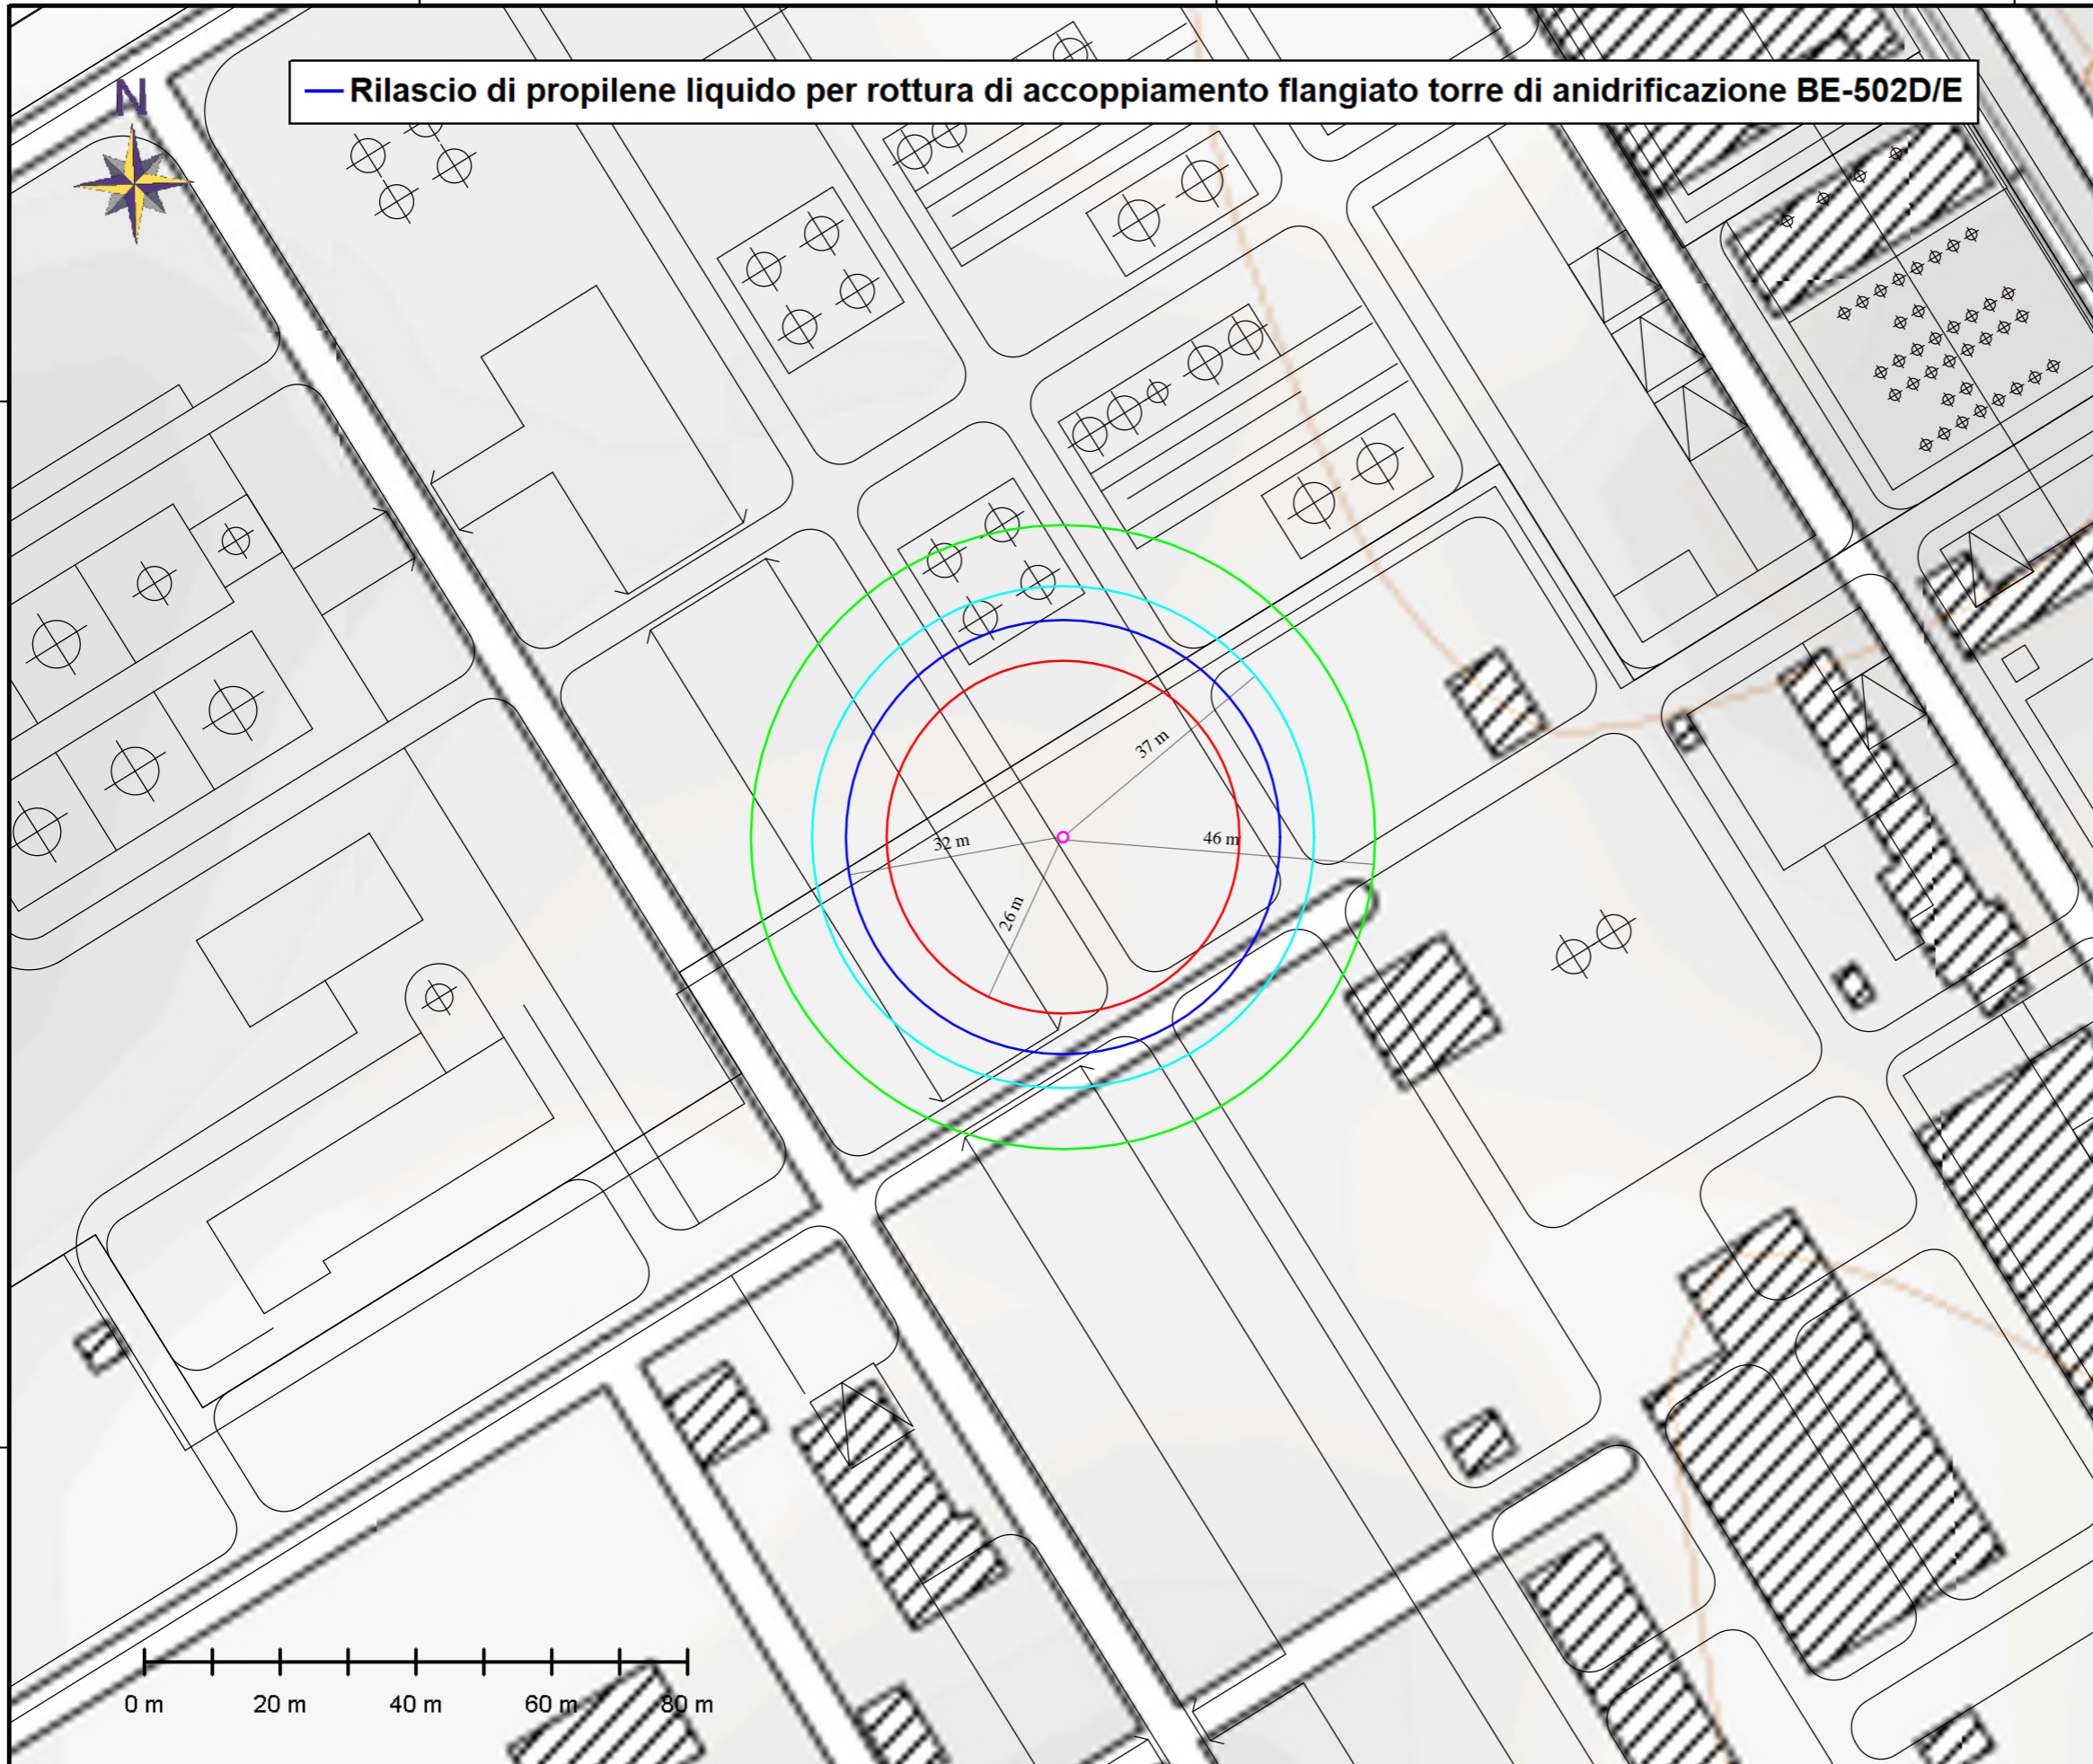 N
Rilascio di propilene liquido per rottura di accoppiamento flangiato torre di anidrificazione BE-502D/E
37 m
32 m
46 m
26 m
0 m 20 m 40 m 60 m 80 m